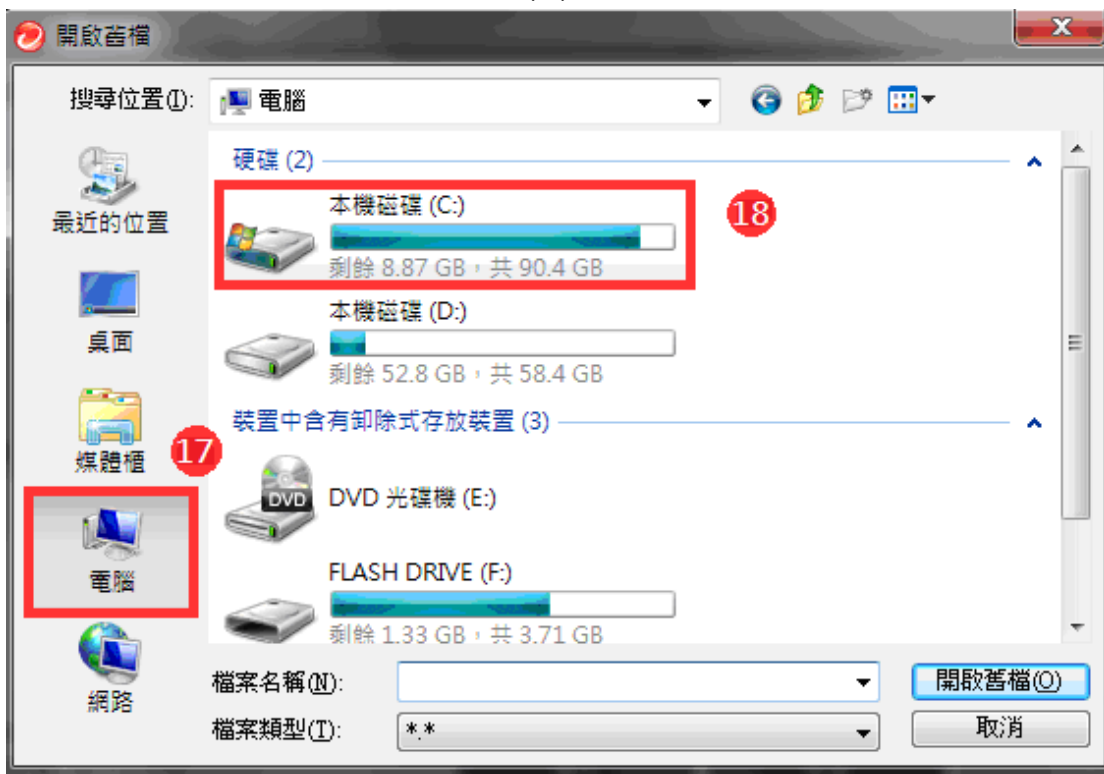 開啟舊檔
搜尋位置(I): 電腦
最近的位置
桌面
媒體櫃
17
電腦
網路
硬碟 (2)
本機磁碟 (C:)
18
剩餘 8.87 GB，共 90.4 GB
本機磁碟 (D:)
剩餘 52.8 GB，共 58.4 GB
裝置中含有卸除式存放裝置 (3)
DVD
DVD 光碟機 (E:)
FLASH DRIVE (F:)
剩餘 1.33 GB，共 3.71 GB
檔案名稱(N):
開啟舊檔(O)
檔案類型(T): *.*
取消